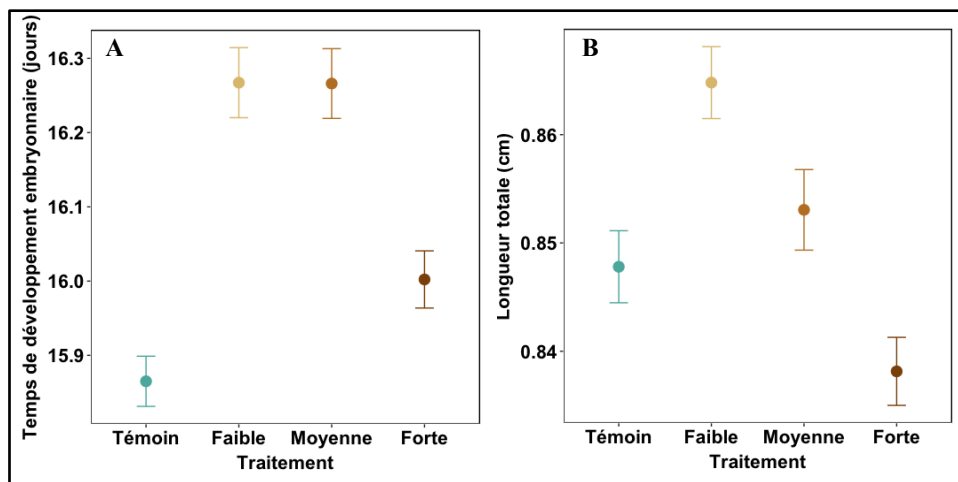 A
Temps de développement embryonnaire (jours)
16.3
16.2
16.1
16.0
15.9
Témoin Faible Moyenne Forte
Traitement
B
Longueur totale (cm)
0.86
0.85
0.84
Témoin Faible Moyenne Forte
Traitement